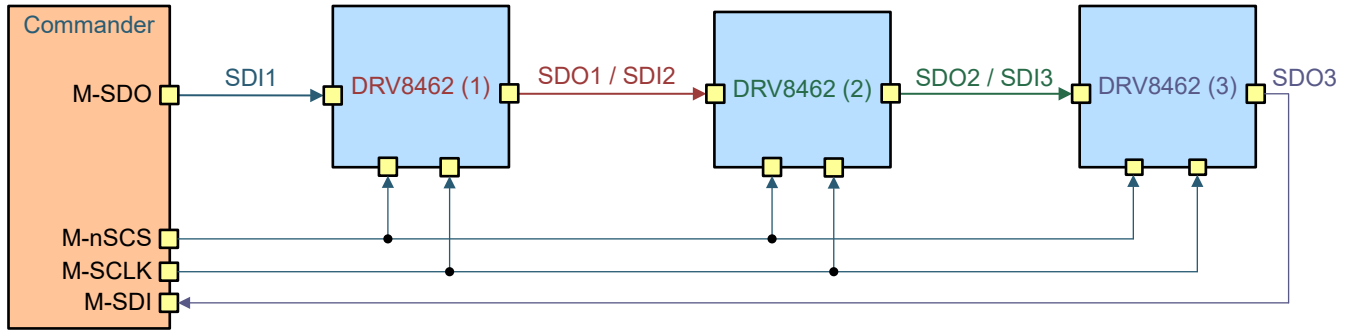 Commander
M-SDO
SDI1
DRV8462 (1)
SDO1 / SDI2
DRV8462 (2)
SDO2 / SDI3
DRV8462 (3)
SDO3
M-nSCS
M-SCLK
M-SDI